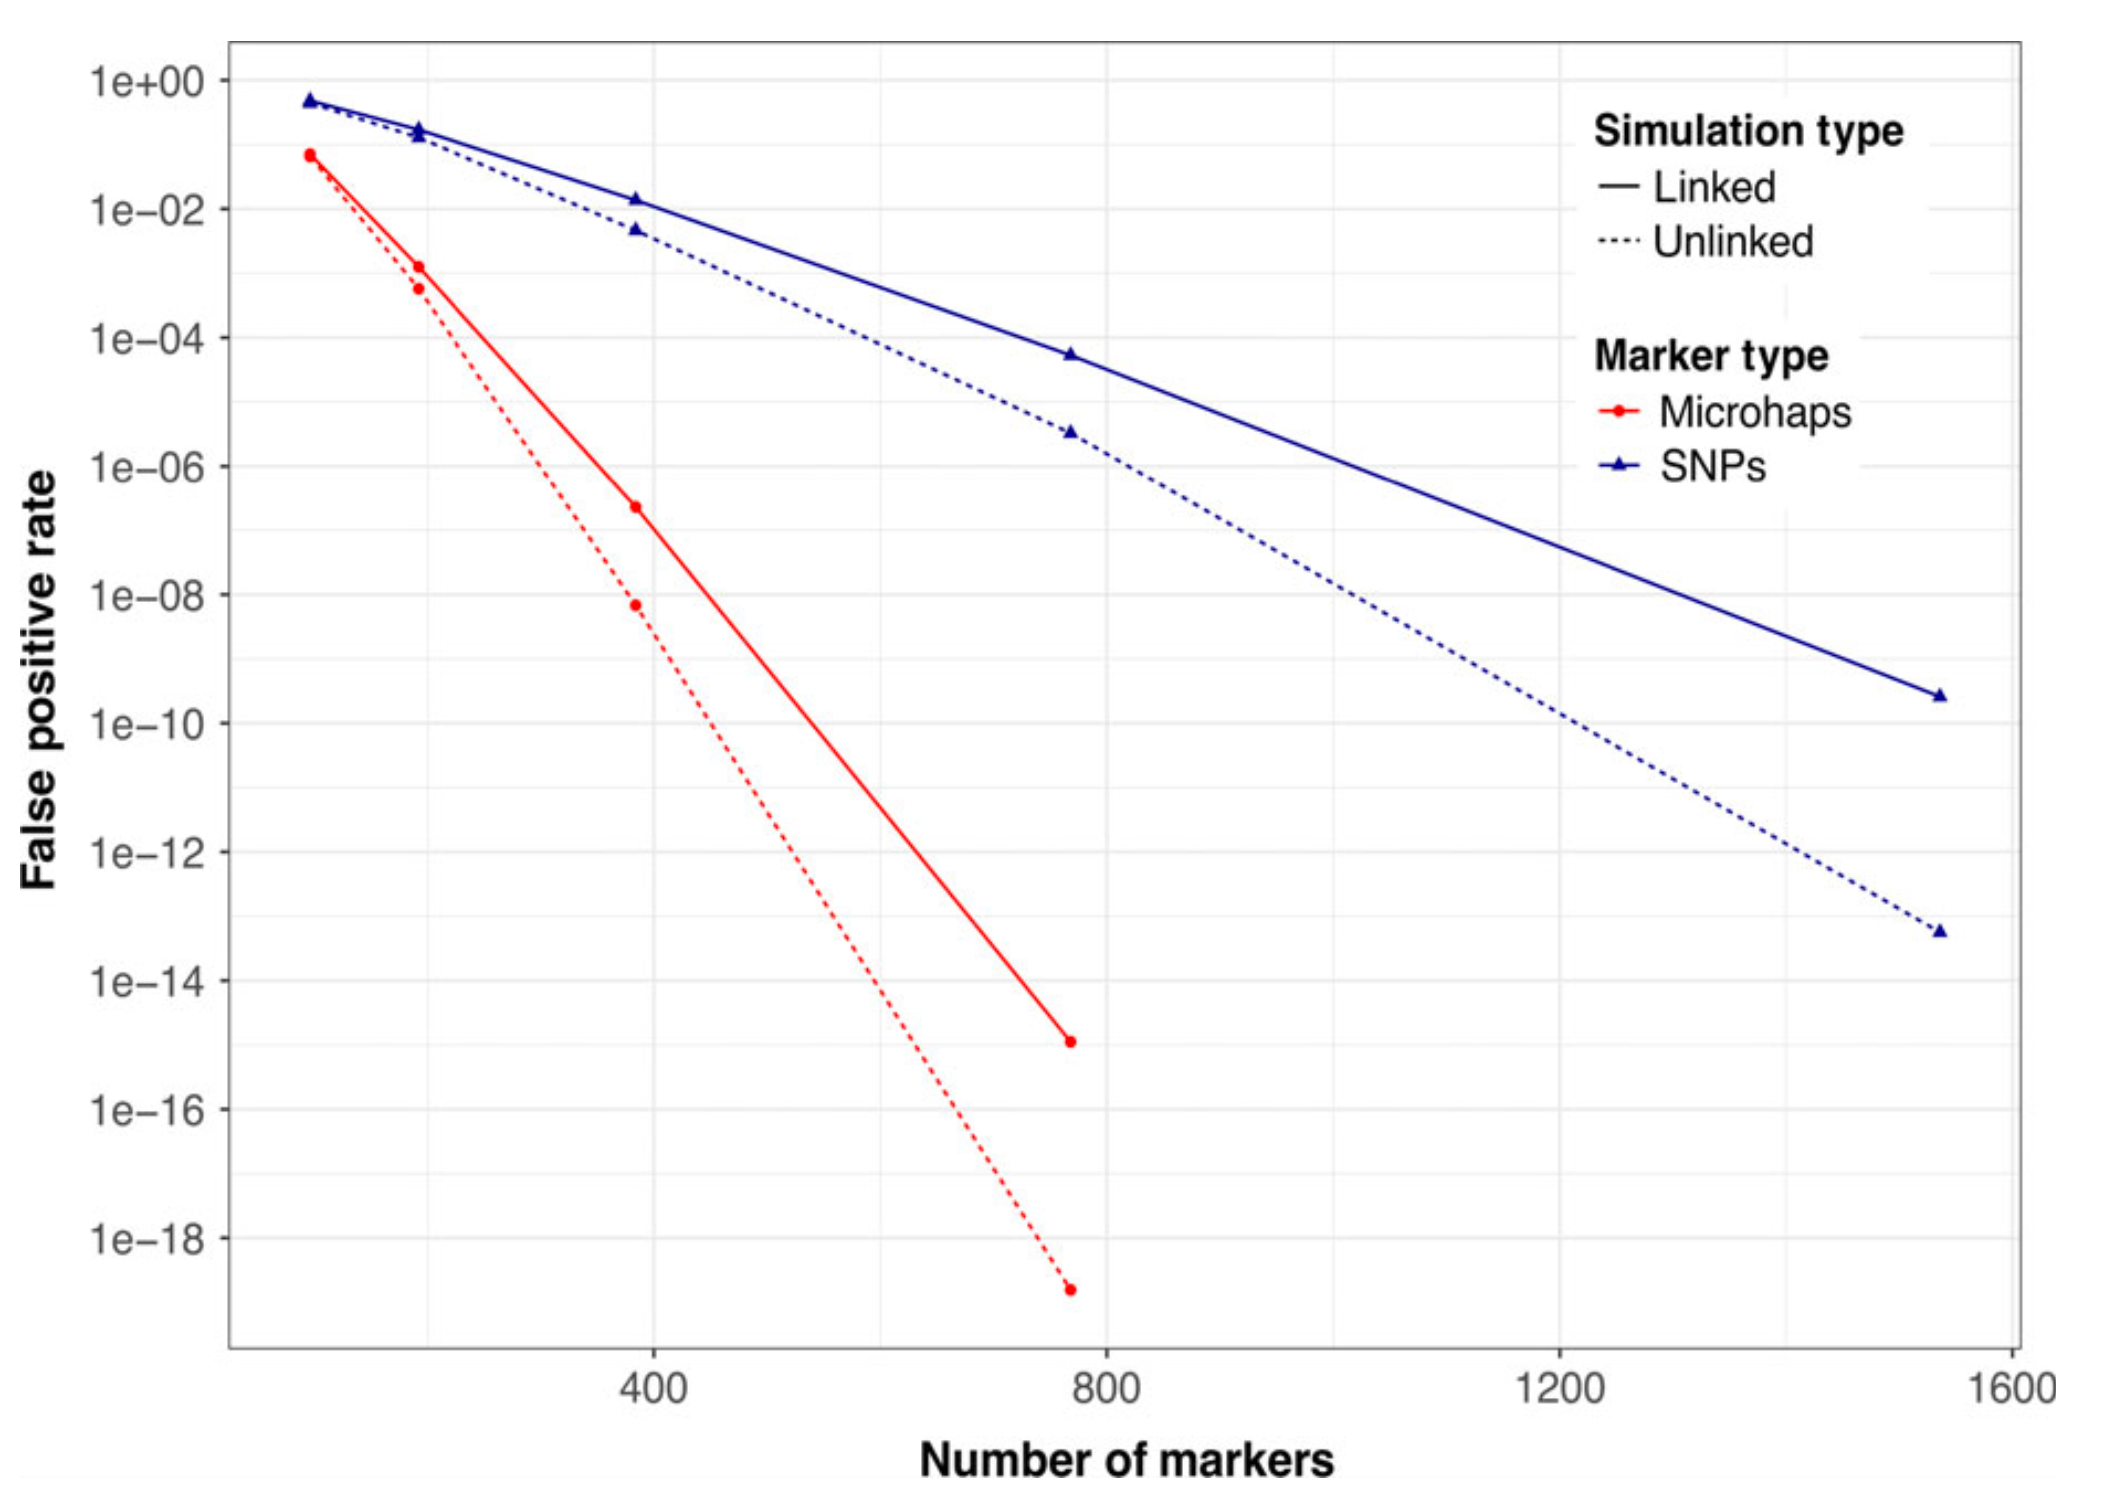 1e+00
1e−02
1e−04
1e−06
1e−08
1e−10
1e−12
1e−14
1e−16
1e−18
False positive rate
Simulation type
Linked
Unlinked
Marker type
Microhaps
SNPs
400 800 1200 1600
Number of markers